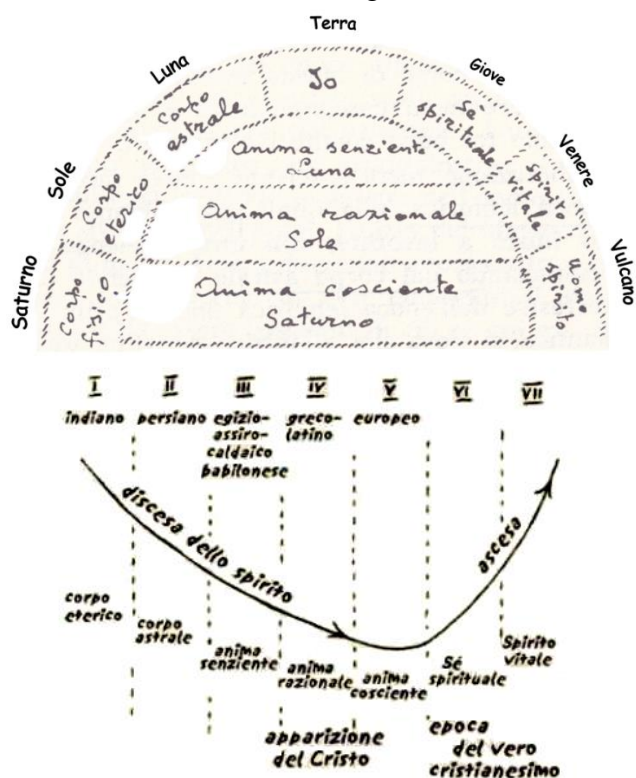 Terra
Luna
Giove
Sole
Venere
Saturno
Vulcano
Corpo
fisico
Corpo
eterico
Corpo
astrale
Io
Sé
spirituale
Spirito
vitale
Uomo
spirito
Anima senziente
Luna
Anima razionale
Sole
Anima cosciente
Saturno
I II III IV V VI VII
indiano persiano egizio- greco- europeo
assiro- latino
caldaico
babilonese
discesa dello spirito
ascesa
corpo
eterico
corpo
astrale
anima
senziente
anima
razionale
anima
cosciente
Sé
spirituale
Spirito
vitale
apparizione
del Cristo
epoca
del vero
cristianesimo